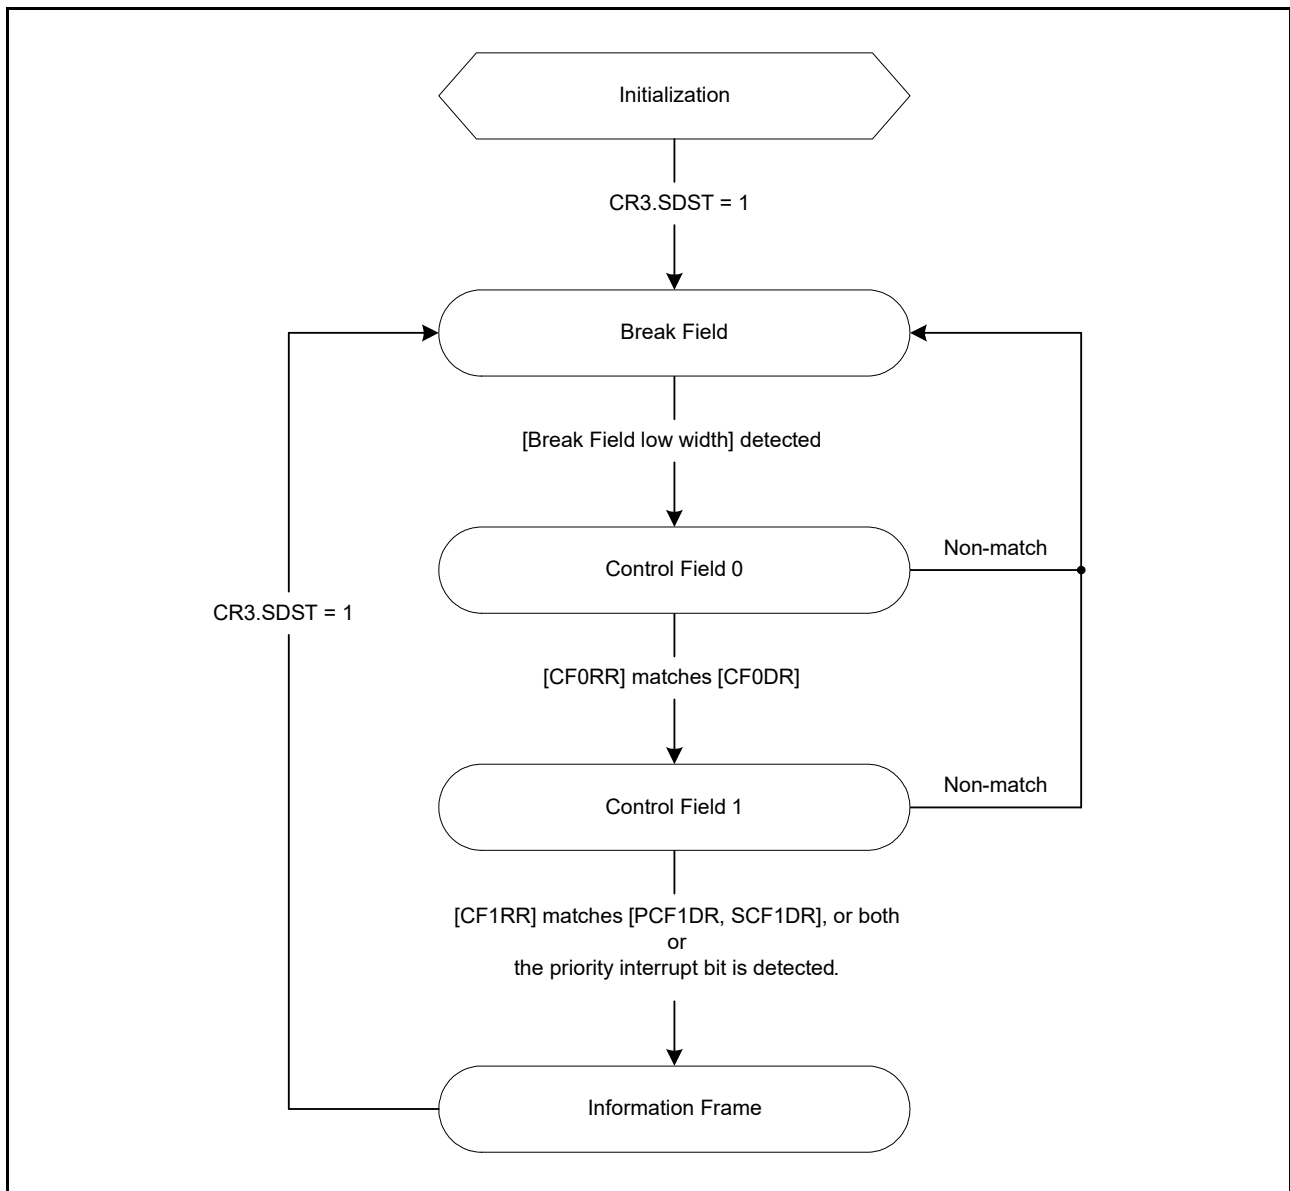 Initialization
CR3.SDST = 1
Break Field
[Break Field low width] detected
Non-match
Control Field 0
CR3.SDST = 1
[CF0RR] matches [CF0DR]
Non-match
Control Field 1
[CF1RR] matches [PCF1DR, SCF1DR], or both
or
the priority interrupt bit is detected.
Information Frame